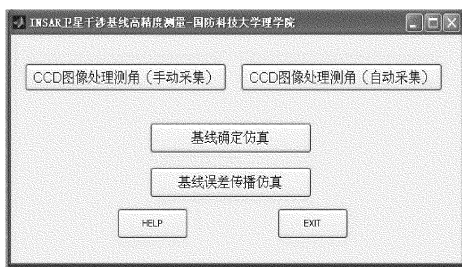 INSAR卫星干涉基线高精度测量-国防科技大学理学院
CCD图像处理测角（手动采集） CCD图像处理测角（自动采集）
基线确定仿真
基线误差传播仿真
HELP EXIT